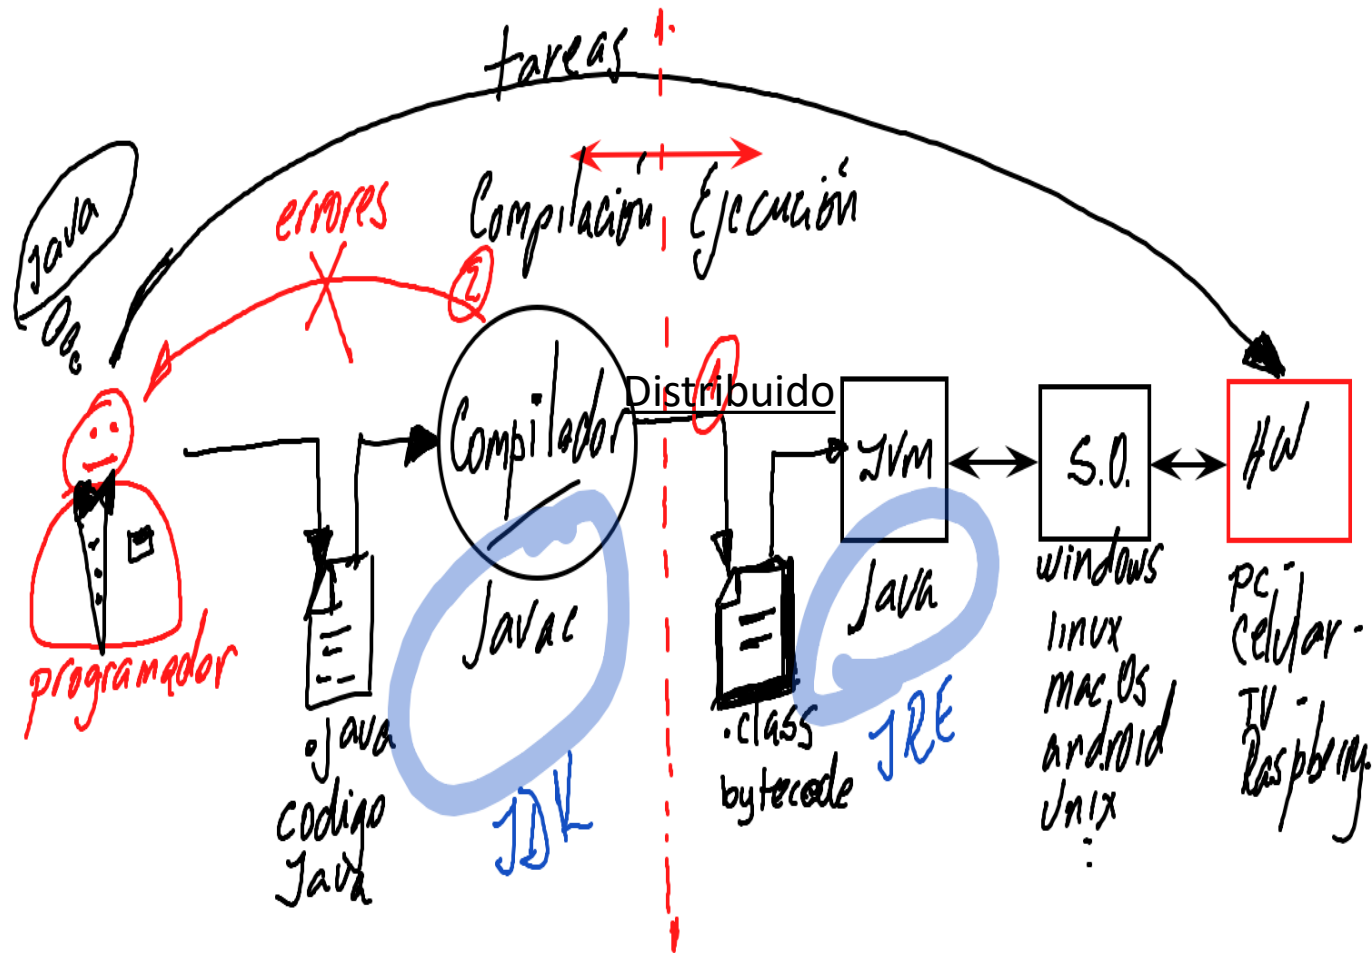 tareas
Java
errores
Compilación
Ejecución
2
1
Distribuido
Compilador
JVM
S.O.
HW
programador
Javac
Java
windows
linux
mac Os
android
Unix
PC
Celular
TV
Raspberry
.java
codigo
Java
JDK
.class
bytecode
JRE